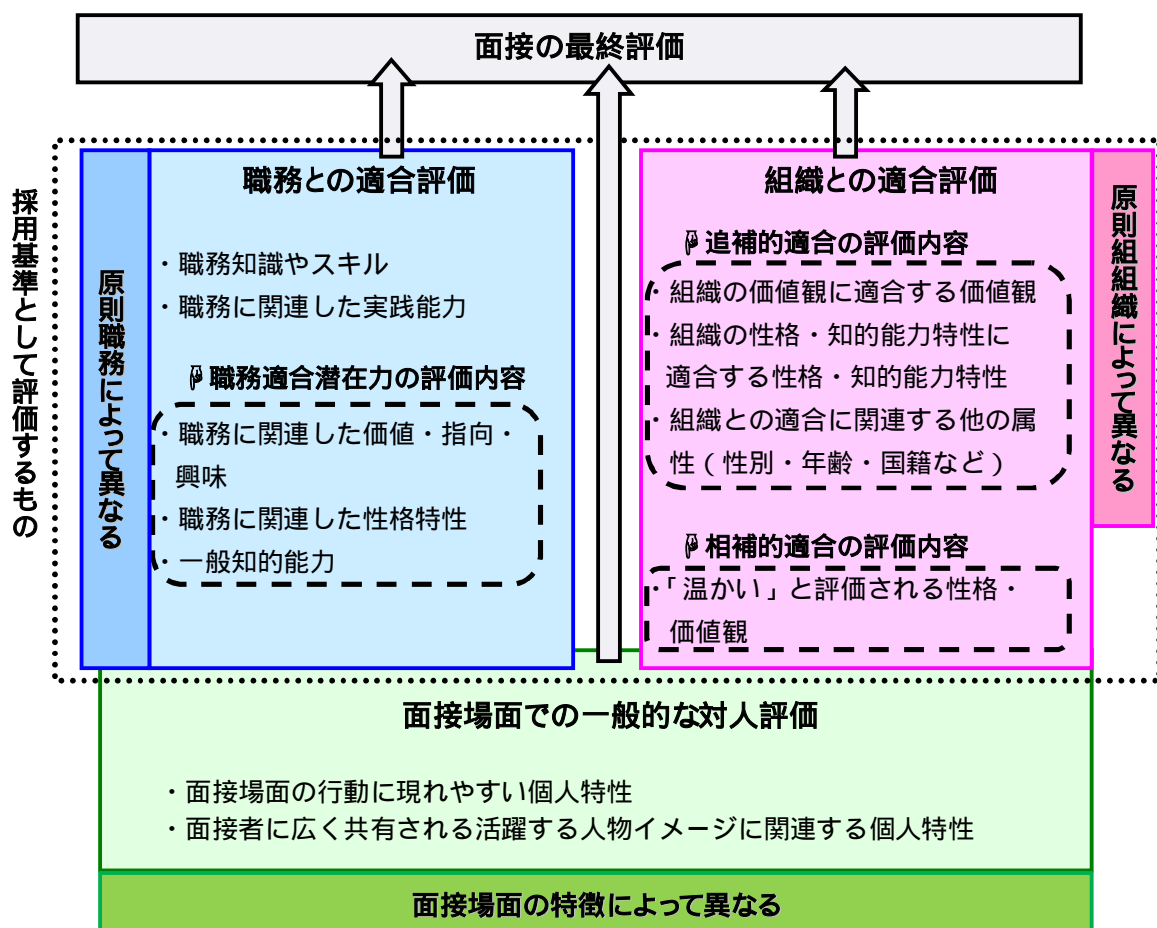 面接の最終評価
採用基準として評価するもの
原則職務によって異なる
職務との適合評価
・職務知識やスキル
・職務に関連した実践能力
職務適合潜在力の評価内容
・職務に関連した価値・指向・
興味
・職務に関連した性格特性
・一般知的能力
組織との適合評価
追補的適合の評価内容
・組織の価値観に適合する価値観
・組織の性格・知的能力特性に
適合する性格・知的能力特性
・組織との適合に関連する他の属
性(性別・年齢・国籍など)
相補的適合の評価内容
・「温かい」と評価される性格・
価値観
原則組組織によって異なる
面接場面での一般的な対人評価
・面接場面の行動に現れやすい個人特性
・面接者に広く共有される活躍する人物イメージに関連する個人特性
面接場面の特徴によって異なる